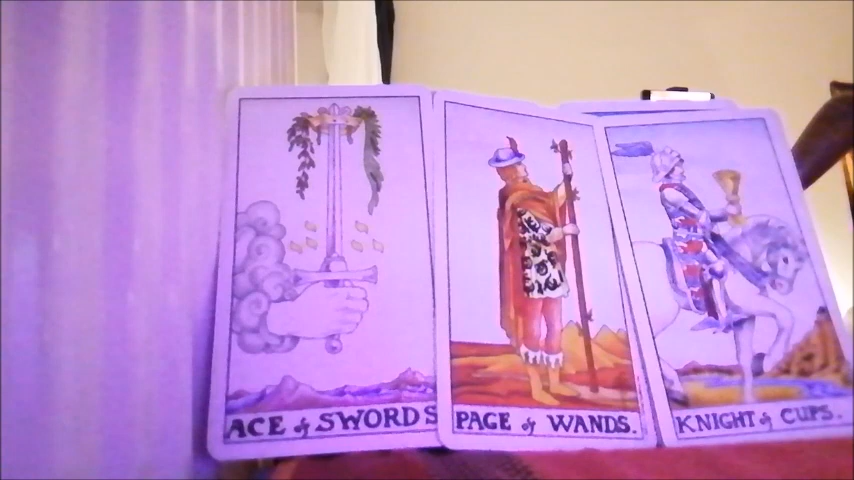 ACE of SWORDS
PAGE of WANDS.
KNIGHT of CUPS.